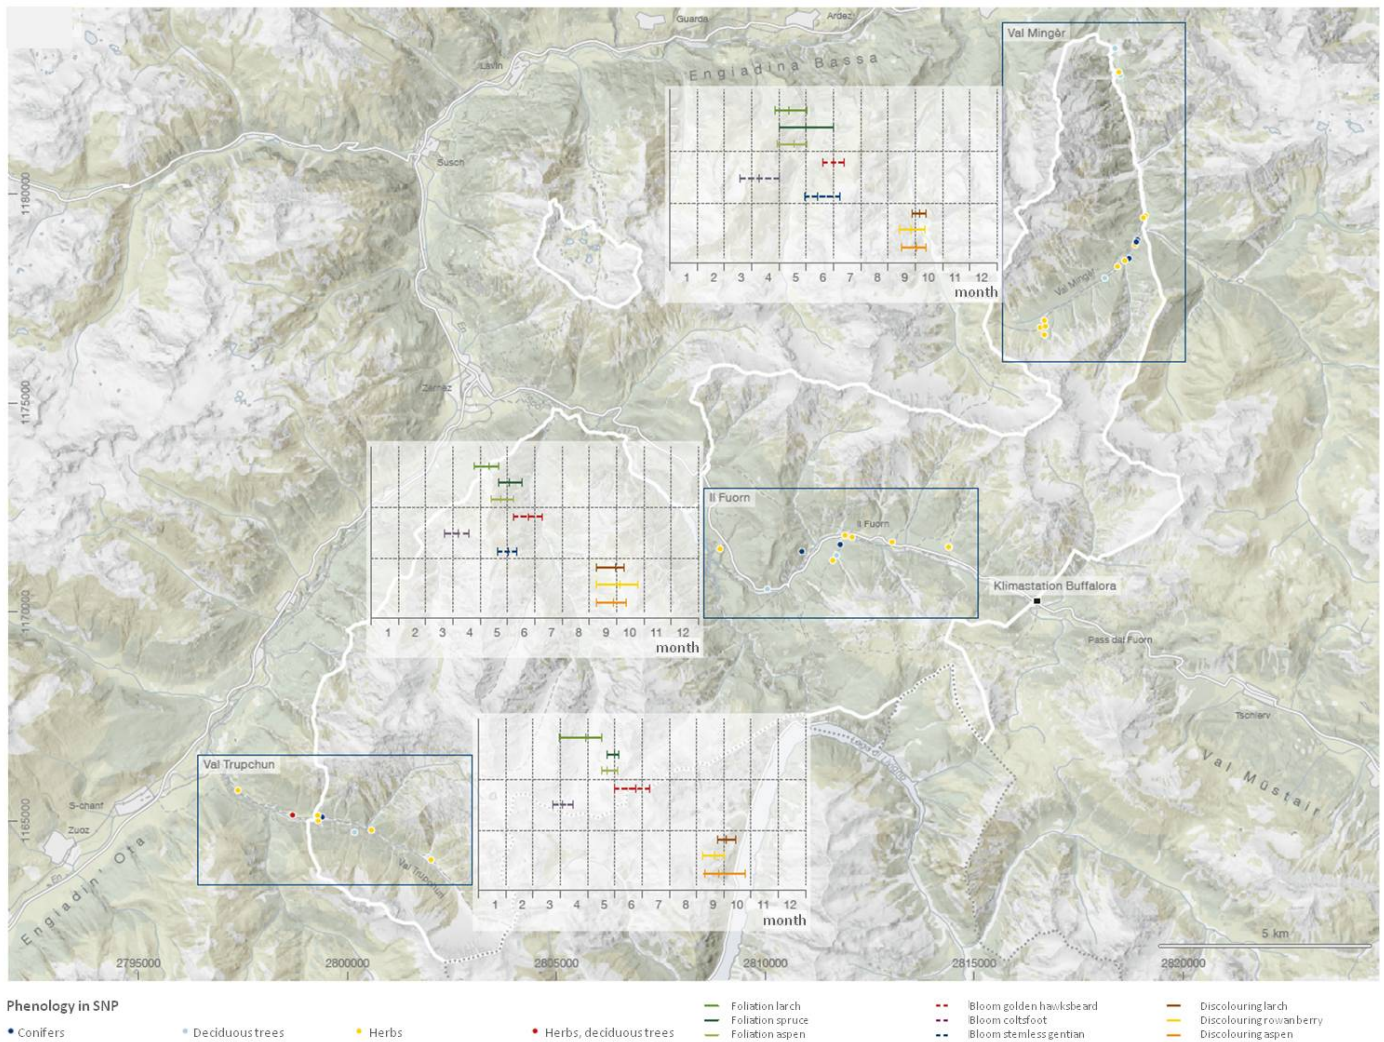 Guarda
Ardez
Lavin
Engiadina Bassa
Val Mingèr
Susch
1180000
1 2 3 4 5 6 7 8 9 10 11 12
month
Val Mingèr
En
Zernez
1175000
Il Fuorn
Il Fuorn
Klimastation Buffalora
1 2 3 4 5 6 7 8 9 10 11 12
month
1170000
Pass dal Fuorn
Tschierv
Val Müstair
Val Trupchun
S-chanf
Zuoz
1165000
Val Trupchun
En
Engiadin' Ota
1 2 3 4 5 6 7 8 9 10 11 12
month
5 km
2795000 2800000 2805000 2810000 2815000 2820000
Phenology in SNP
Conifers
Deciduous trees
Herbs
Herbs, deciduous trees
Foliation larch
Foliation spruce
Foliation aspen
Bloom golden hawksbeard
Bloom coltsfoot
Bloom stemless gentian
Discolouring larch
Discolouring rowanberry
Discolouring aspen